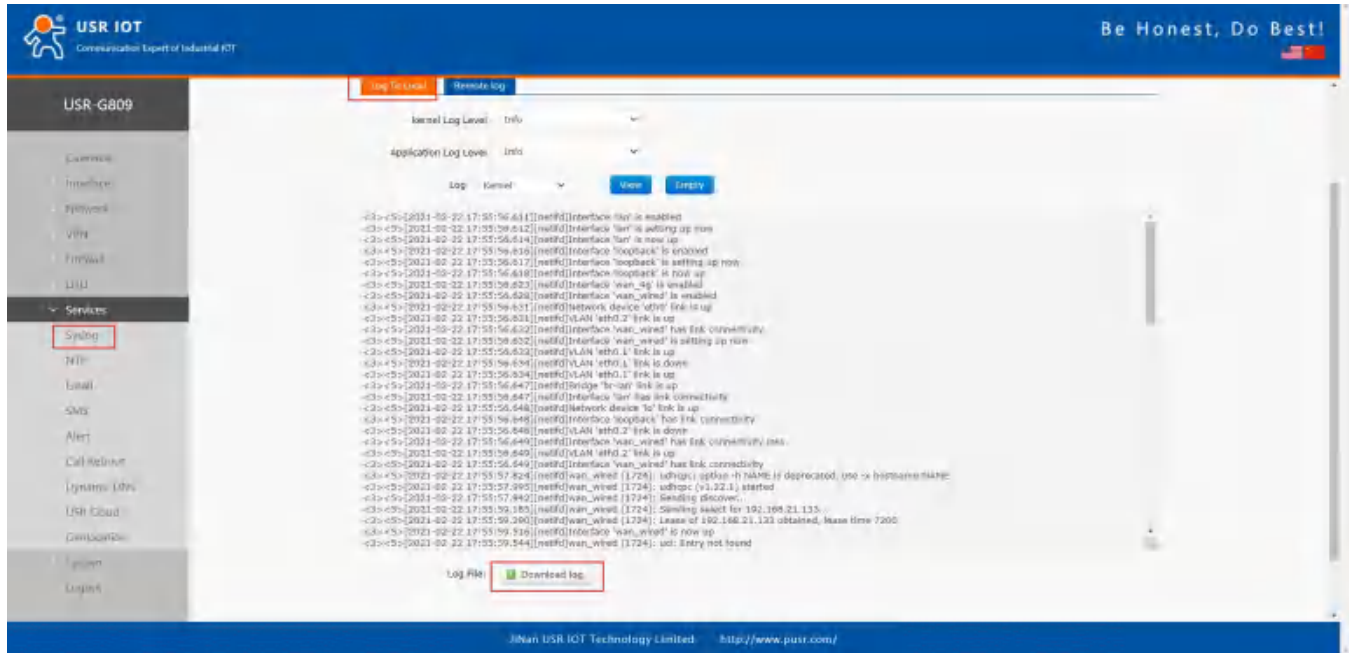 USR IOT
Communication Expert of Industrial IOT
Be Honest, Do Best!
USR-G809
Overview
Interface
Network
VPN
Firewall
Services
Syslog
NTP
Email
SMS
Alert
Dynamic DNS
USR Cloud
System
Logout
Log To Local
Remote log
kernel Log Level Info
Application Log Level Info
Log Kernel View Empty
<3><5>[2021-02-22 17:55:56.611][netifd]Interface 'lan' is enabled
<3><5>[2021-02-22 17:55:56.612][netifd]Interface 'lan' is setting up now
<3><5>[2021-02-22 17:55:56.614][netifd]Interface 'lan' is now up
<3><5>[2021-02-22 17:55:56.616][netifd]Interface 'loopback' is enabled
<3><5>[2021-02-22 17:55:56.617][netifd]Interface 'loopback' is setting up now
<3><5>[2021-02-22 17:55:56.618][netifd]Interface 'loopback' is now up
<3><5>[2021-02-22 17:55:56.623][netifd]Interface 'wan_4g' is enabled
<3><5>[2021-02-22 17:55:56.628][netifd]Interface 'wan_wired' is enabled
<3><5>[2021-02-22 17:55:56.631][netifd]Network device 'eth0' link is up
<3><5>[2021-02-22 17:55:56.631][netifd]VLAN 'eth0.2' link is up
<3><5>[2021-02-22 17:55:56.632][netifd]Interface 'wan_wired' has link connectivity
<3><5>[2021-02-22 17:55:56.632][netifd]Interface 'wan_wired' is setting up now
<3><5>[2021-02-22 17:55:56.633][netifd]VLAN 'eth0.1' link is up
<3><5>[2021-02-22 17:55:56.634][netifd]VLAN 'eth0.1' link is down
<3><5>[2021-02-22 17:55:56.634][netifd]VLAN 'eth0.1' link is up
<3><5>[2021-02-22 17:55:56.647][netifd]Bridge 'br-lan' link is up
<3><5>[2021-02-22 17:55:56.647][netifd]Interface 'lan' has link connectivity
<3><5>[2021-02-22 17:55:56.648][netifd]Network device 'lo' link is up
<3><5>[2021-02-22 17:55:56.648][netifd]Interface 'loopback' has link connectivity
<3><5>[2021-02-22 17:55:56.648][netifd]VLAN 'eth0.2' link is down
<3><5>[2021-02-22 17:55:56.649][netifd]Interface 'wan_wired' has link connectivity loss
<3><5>[2021-02-22 17:55:56.649][netifd]VLAN 'eth0.2' link is up
<3><5>[2021-02-22 17:55:56.649][netifd]Interface 'wan_wired' has link connectivity
<3><5>[2021-02-22 17:55:57.824][netifd]wan_wired (1724): udhcpc: option -h NAME is deprecated, use -x hostname:NAME
<3><5>[2021-02-22 17:55:57.895][netifd]wan_wired (1724): udhcpc (v1.22.1) started
<3><5>[2021-02-22 17:55:57.942][netifd]wan_wired (1724): Sending discover...
<3><5>[2021-02-22 17:55:59.185][netifd]wan_wired (1724): Sending select for 192.168.21.133...
<3><5>[2021-02-22 17:55:59.290][netifd]wan_wired (1724): Lease of 192.168.21.133 obtained, lease time 7200
<3><5>[2021-02-22 17:55:59.516][netifd]Interface 'wan_wired' is now up
<3><5>[2021-02-22 17:55:59.544][netifd]wan_wired (1724): uci: Entry not found
Log File: Download log
JiNan USR IOT Technology Limited http://www.pusr.com/